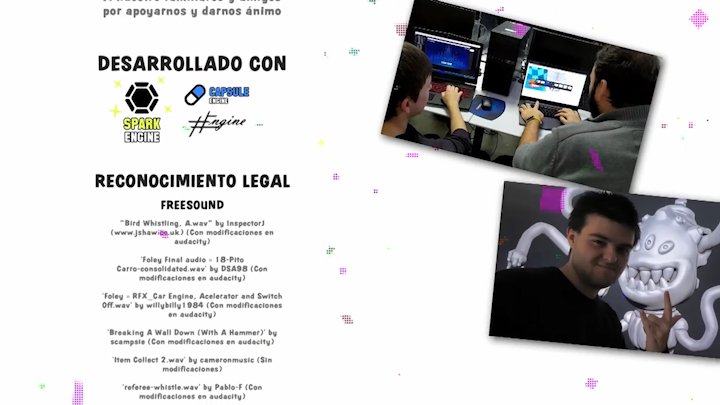 por apoyarnos y darnos ánimo
DESARROLLADO CON
SPARK
ENGINE
CAPSULE
ENGINE
#Engine
RECONOCIMIENTO LEGAL
FREESOUND
"Bird Whistling, A.wav" by InspectorJ
(www.jshaw.co.uk) (Con modificaciones en
audacity)
'Foley Final audio » 18-Pito
Carro-consolidated.wav' by DSA98 (Con
modificaciones en audacity)
'Foley » RFX_Car Engine, Acelerator and Switch
Off.wav' by willybilly1984 (Con modificaciones
en audacity)
'Breaking A Wall Down (With A Hammer)' by
scampsie (Con modificaciones en audacity)
'Item Collect 2.wav' by cameronmusic (Sin
modificaciones)
'referee-whistle.wav' by Pablo-F (Con
modificaciones en audacity)